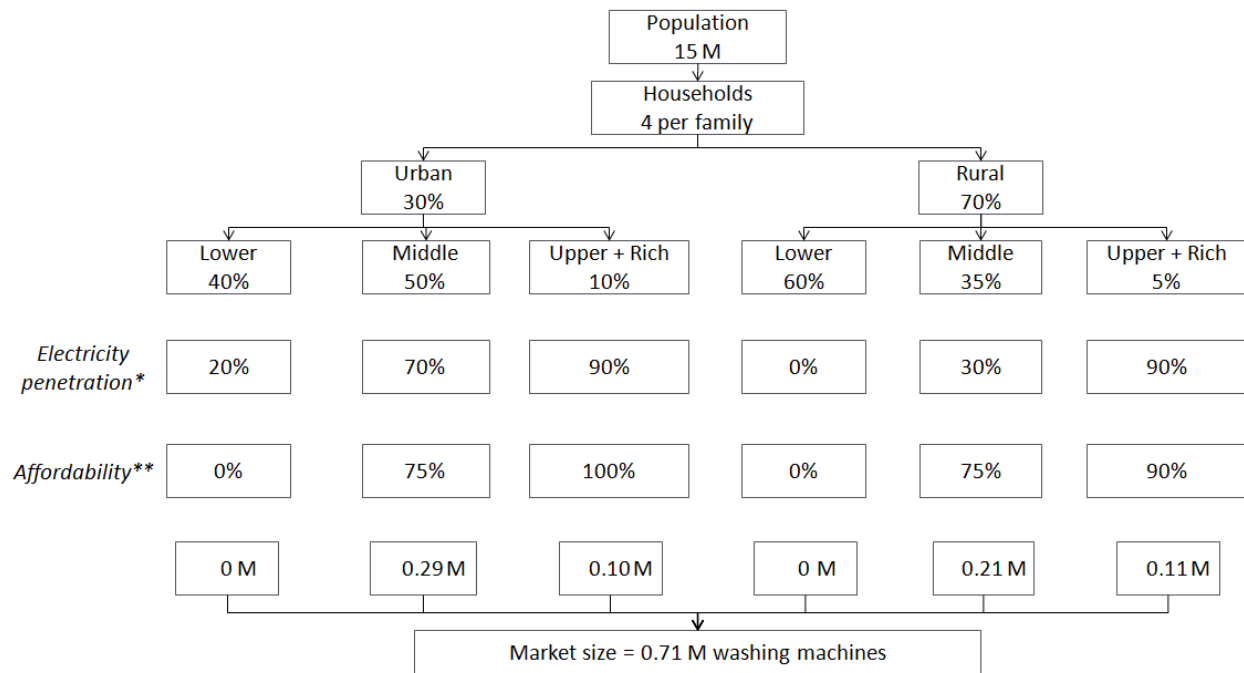 Population
15 M
Households
4 per family
Urban
30%
Rural
70%
Lower
40%
Middle
50%
Upper + Rich
10%
Lower
60%
Middle
35%
Upper + Rich
5%
Electricity
penetration*
20%
70%
90%
0%
30%
90%
Affordability**
0%
75%
100%
0%
75%
90%
0 M
0.29 M
0.10 M
0 M
0.21 M
0.11 M
Market size = 0.71 M washing machines